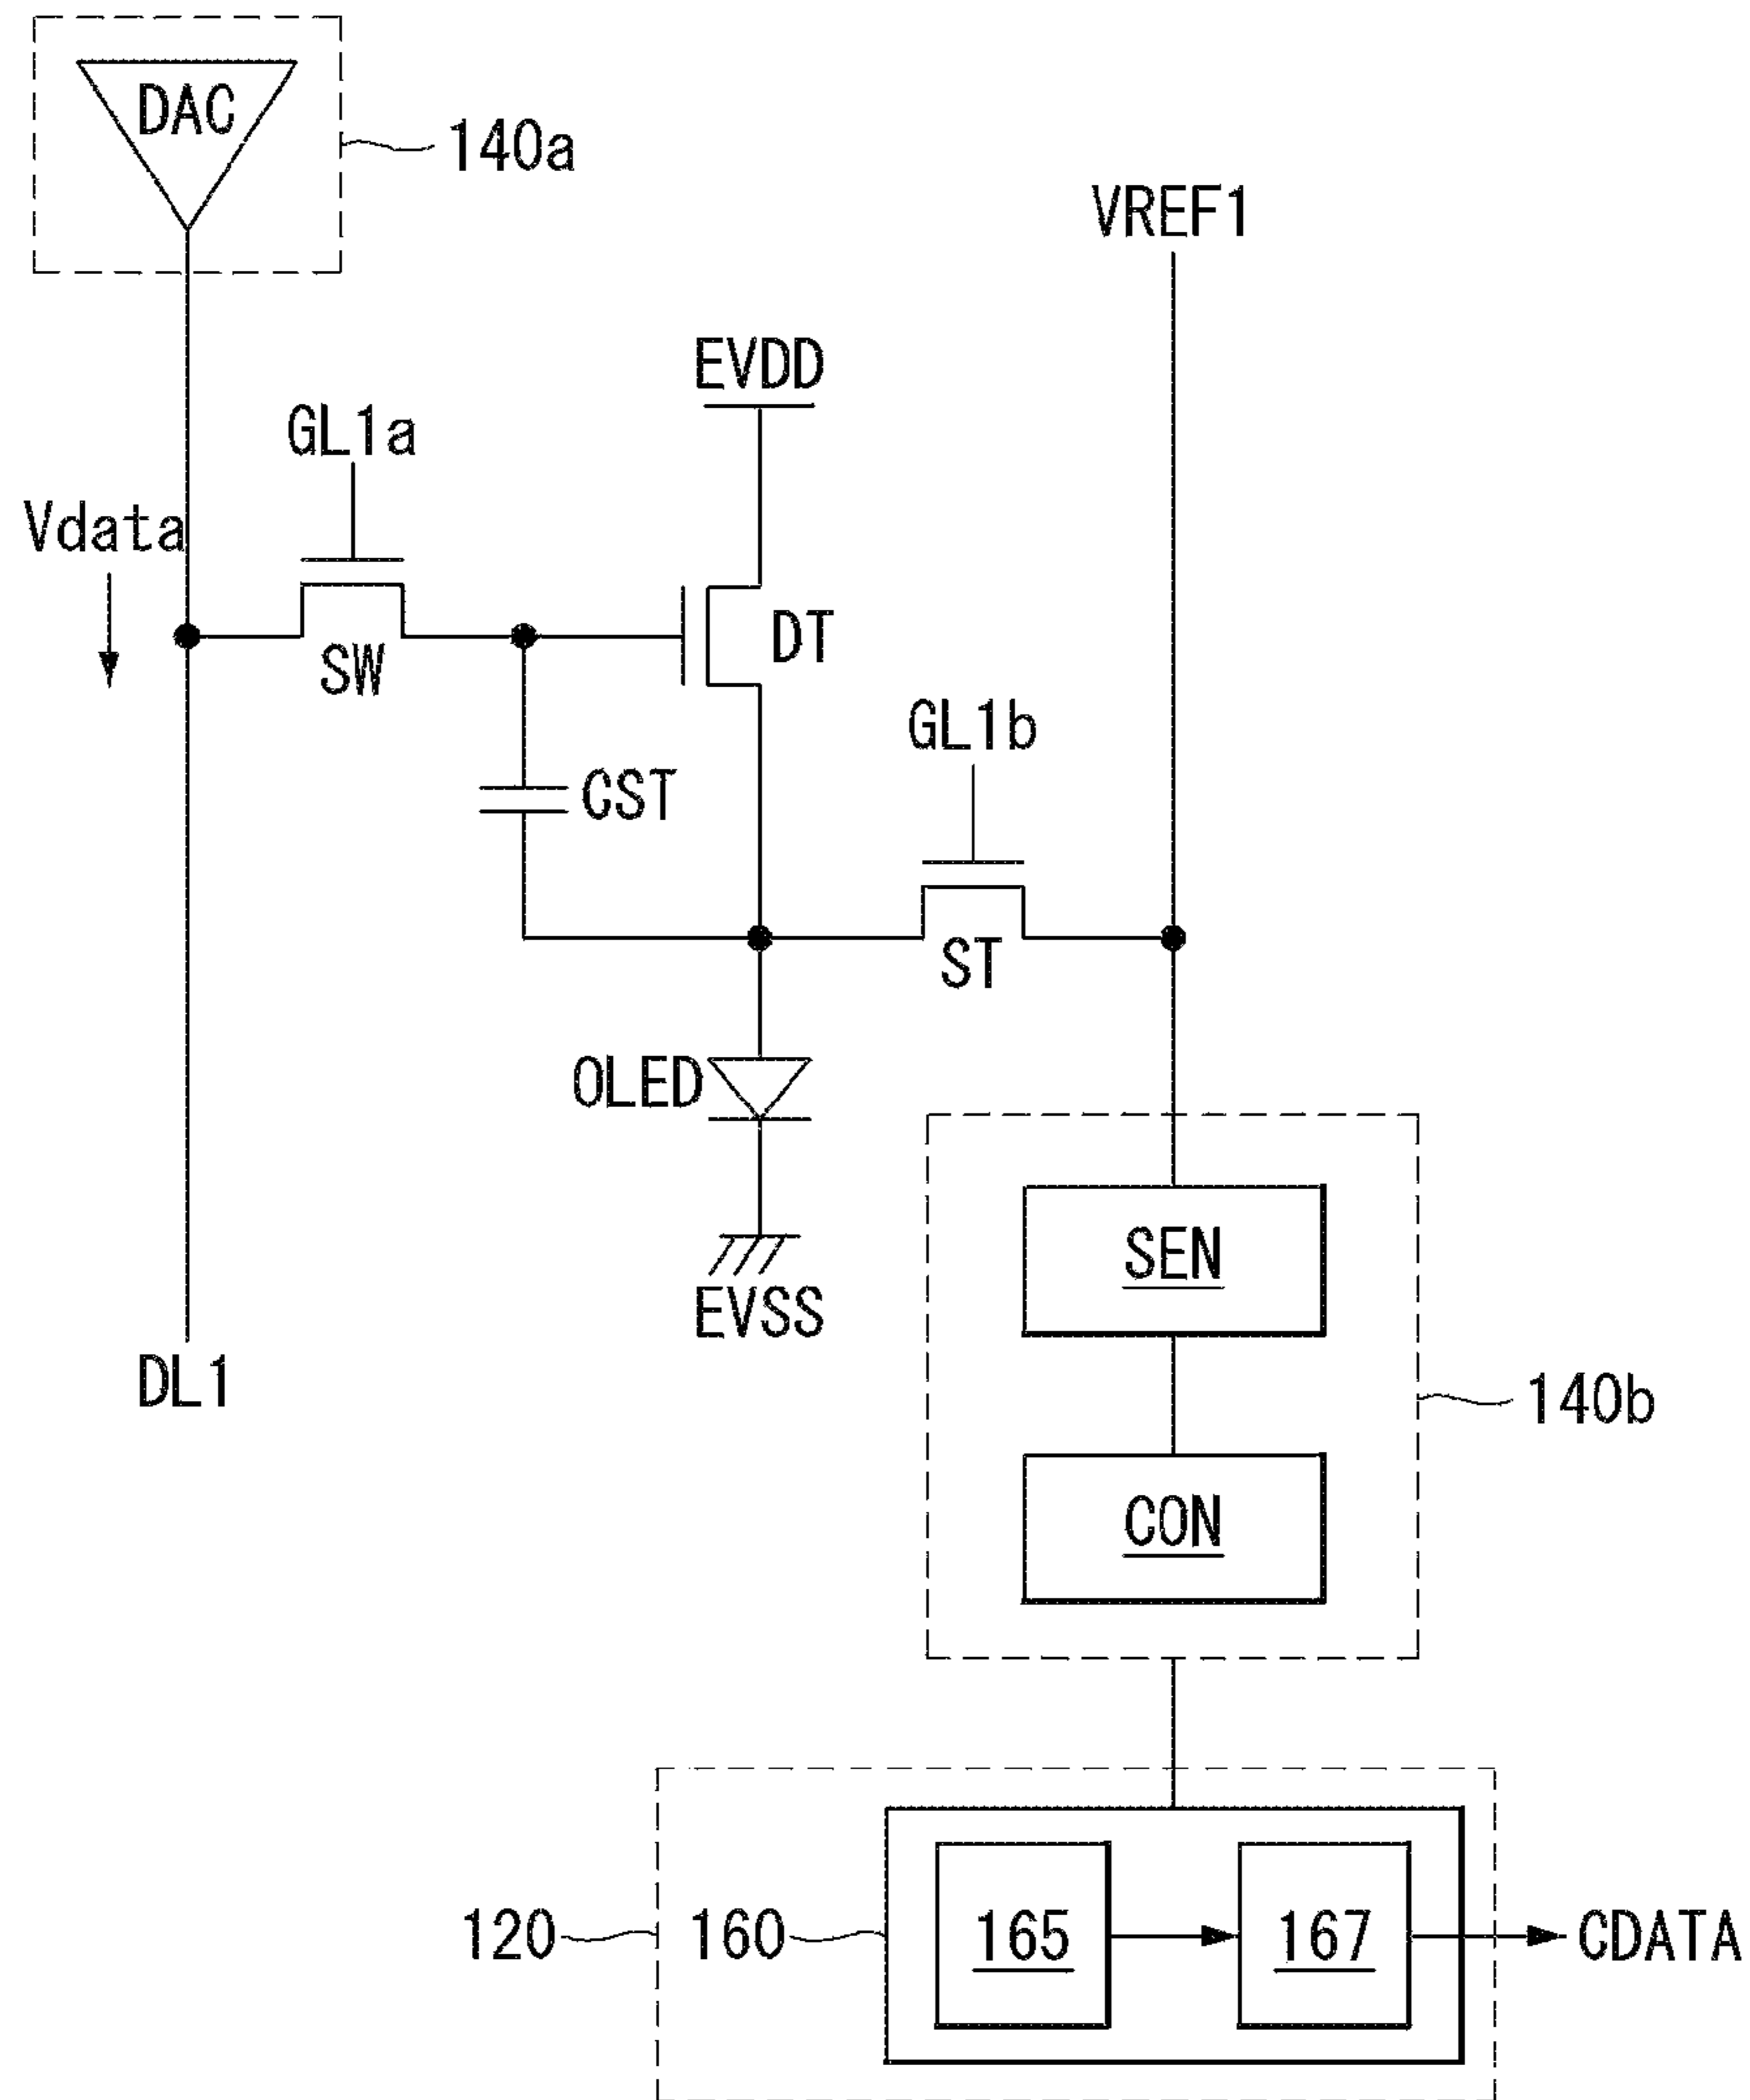 DAC
140a
VREF1
EVDD
GL1a
Vdata
DT
SW
GL1b
CST
ST
OLED
SEN
EVSS
DL1
140b
CON
120
160
165
167
CDATA